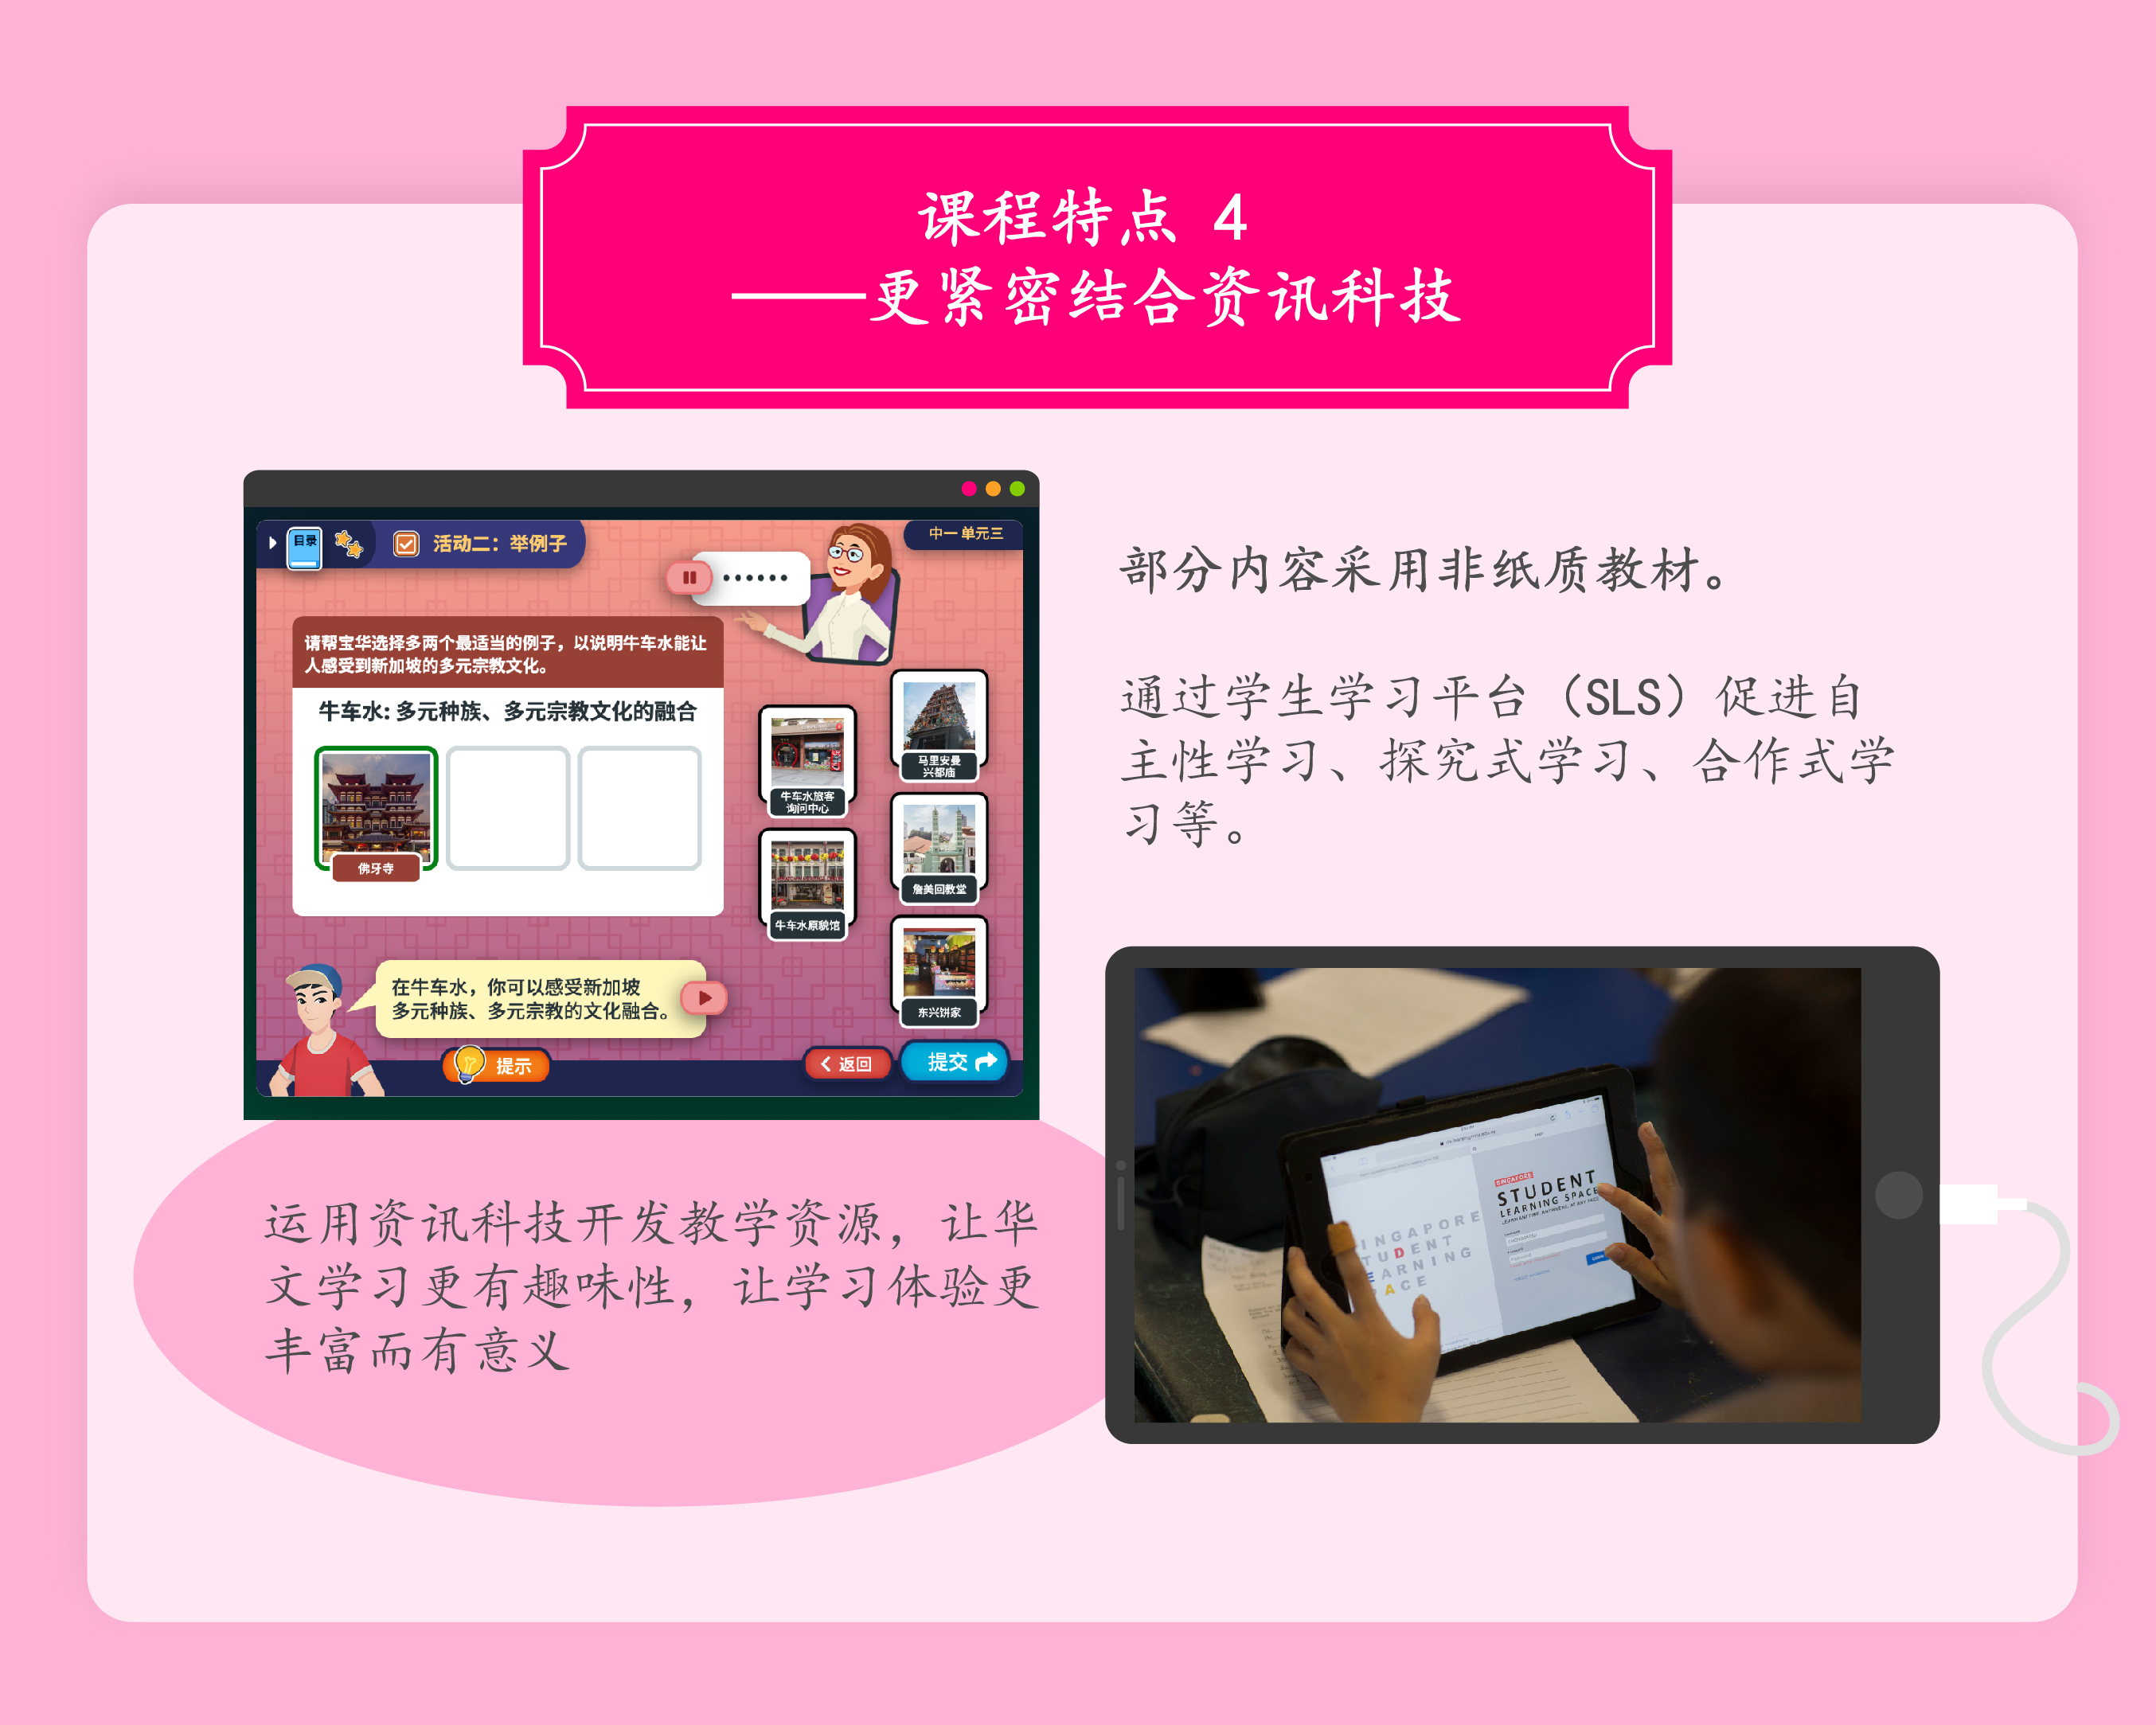 课程特点 4
——更紧密结合资讯科技
目录
活动二：举例子
中一 单元三
······
请帮宝华选择多两个最适当的例子，以说明牛车水能让
人感受到新加坡的多元宗教文化。
牛车水: 多元种族、多元宗教文化的融合
佛牙寺
牛车水旅客
询问中心
牛车水原貌馆
马里安曼
兴都庙
詹美回教堂
东兴饼家
在牛车水，你可以感受新加坡
多元种族、多元宗教的文化融合。
提示
返回
提交
部分内容采用非纸质教材。
通过学生学习平台（SLS）促进自
主性学习、探究式学习、合作式学
习等。
运用资讯科技开发教学资源，让华
文学习更有趣味性，让学习体验更
丰富而有意义
INGAPORE
TUDENT
EARNING
PACE
SINGAPORE
STUDENT
LEARNING SPACE